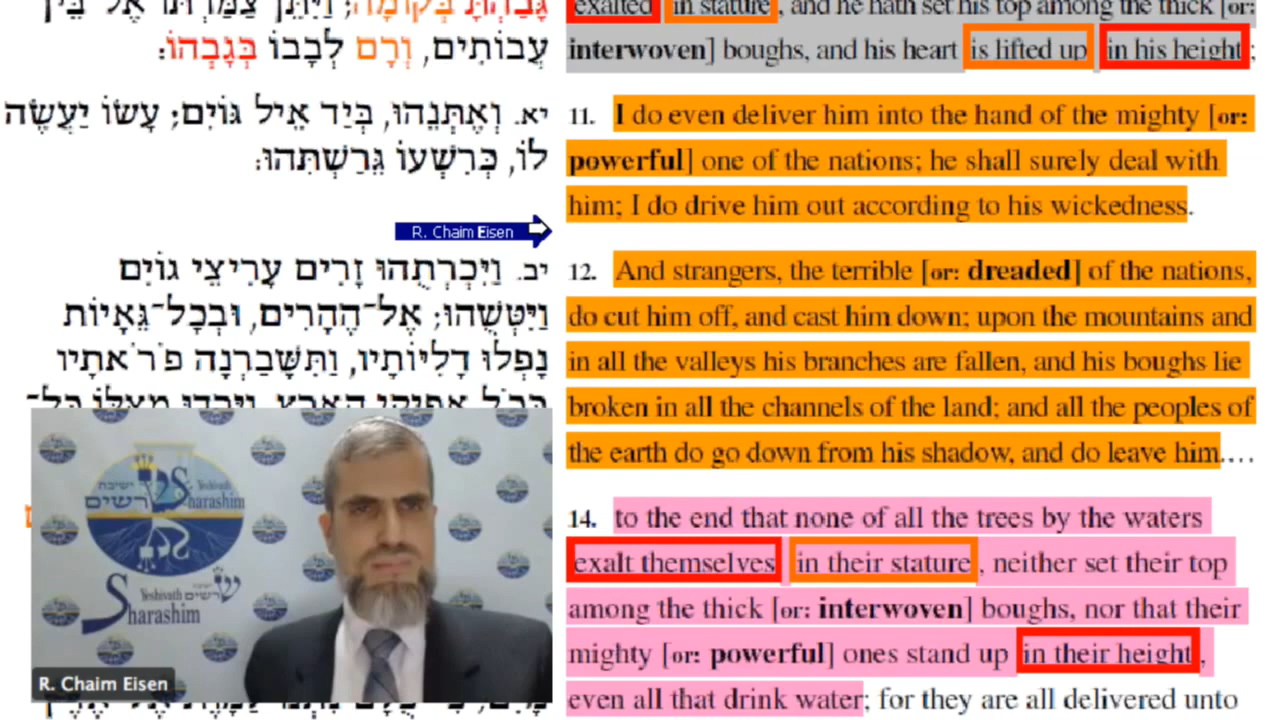 גָּבַהְתָּ בְּקוֹמָה; וַיִּתֵּן צַמַּרְתּוֹ אֶל־בֵּין
עֲבוֹתִים, וְרָם לְבָבוֹ בְּגָבְהוֹ:
יא. וְאֶתְּנֵהוּ, בְּיַד אֵיל גּוֹיִם; עָשׂוֹ יַעֲשֶׂה
לוֹ, כְּרִשְׁעוֹ גֵּרַשְׁתִּהוּ:
R. Chaim Eisen
יב. וַיִּכְרְתֻהוּ זָרִים עָרִיצֵי גוֹיִם
וַיִּטְּשֻׁהוּ; אֶל־הֶהָרִים, וּבְכָל־גֵּאָיוֹת
נָפְלוּ דָלִיּוֹתָיו, וַתִּשָּׁבַרְנָה פֹרֹאתָיו
בְּכֹל אֲפִיקֵי הָאָרֶץ, וַיֵּרְדוּ מִצִּלּוֹ כָּל־
exalted in stature, and he hath set his top among the thick [or:
interwoven] boughs, and his heart is lifted up in his height;
11. I do even deliver him into the hand of the mighty [or:
powerful] one of the nations; he shall surely deal with
him; I do drive him out according to his wickedness.
12. And strangers, the terrible [or: dreaded] of the nations,
do cut him off, and cast him down; upon the mountains and
in all the valleys his branches are fallen, and his boughs lie
broken in all the channels of the land; and all the peoples of
the earth do go down from his shadow, and do leave him....
14. to the end that none of all the trees by the waters
exalt themselves in their stature, neither set their top
among the thick [or: interwoven] boughs, nor that their
mighty [or: powerful] ones stand up in their height,
even all that drink water; for they are all delivered unto
ישיבת
שרשים
Yeshivath
Sharashim
Yeshivath ישיבת שרשים
Sharashim
R. Chaim Eisen